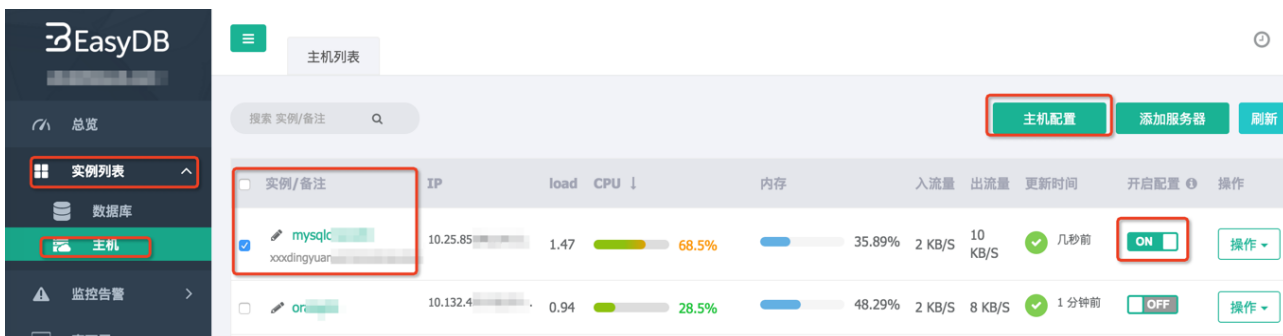 EasyDB
主机列表
总览
搜索 实例/备注
主机配置
添加服务器
刷新
实例列表
实例/备注 IP load CPU ↓ 内存 入流量 出流量 更新时间 开启配置 操作
数据库
主机
mysqlc
xxxdingyuan
10.25.85
1.47 68.5% 35.89% 2 KB/S 10 KB/S 几秒前 ON 操作
监控告警
10.132.4
0.94 28.5% 48.29% 2 KB/S 8 KB/S 1 分钟前 OFF 操作